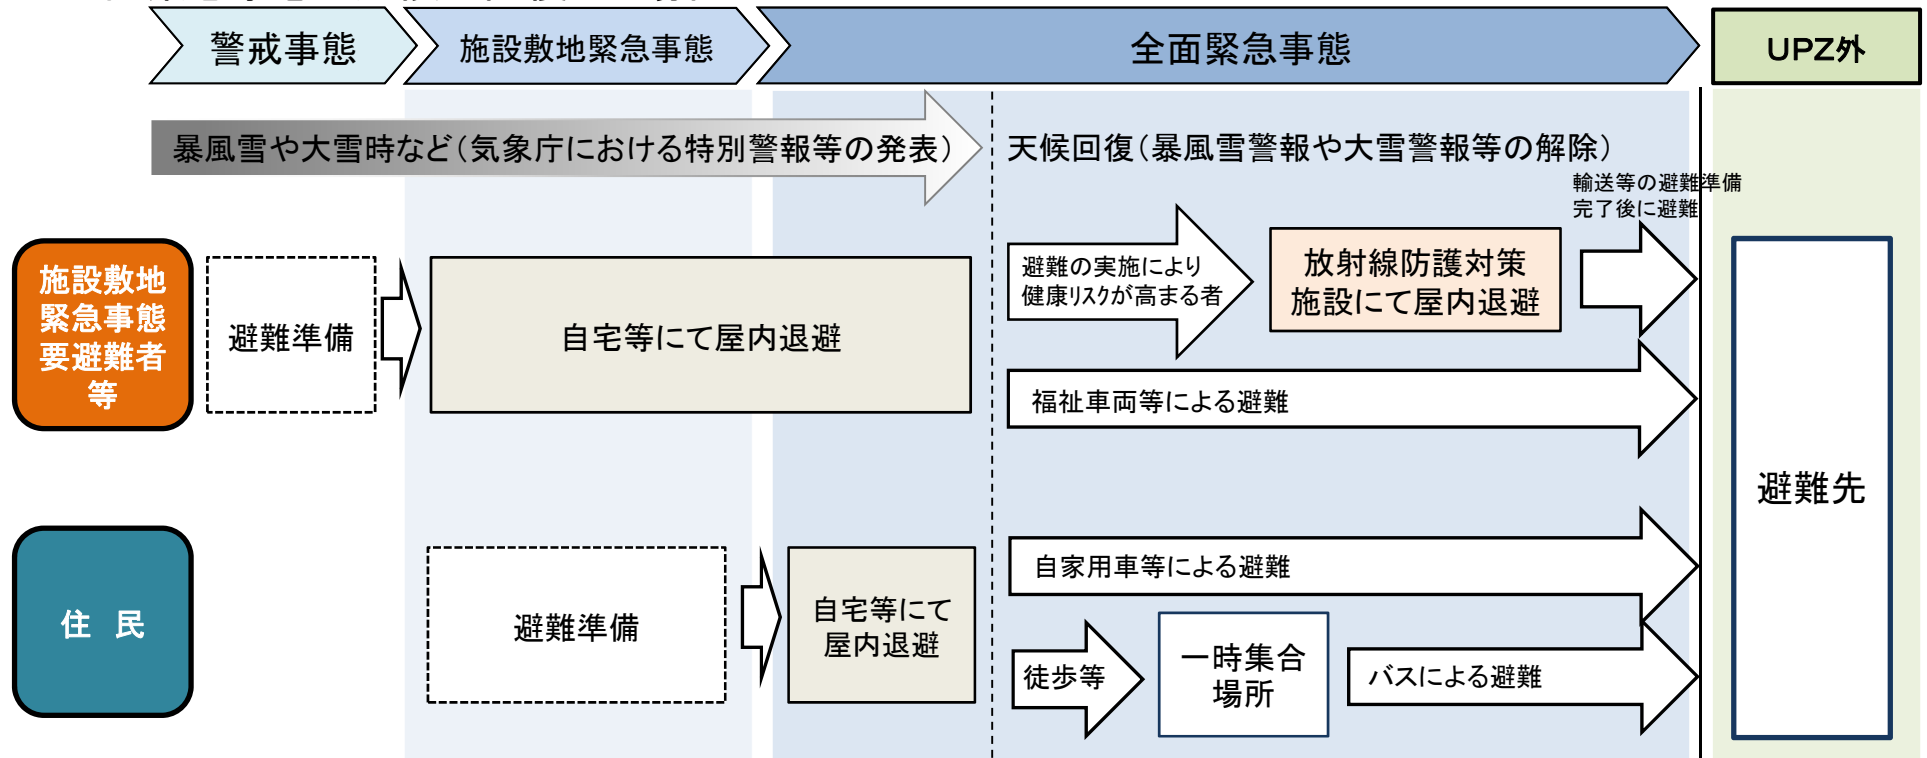 警戒事態
施設敷地緊急事態
全面緊急事態
UPZ外
暴風雪や大雪時など（気象庁における特別警報等の発表）
天候回復（暴風雪警報や大雪警報等の解除）
輸送等の避難準備
完了後に避難
施設敷地
緊急事態
要避難者
等
避難準備
自宅等にて屋内退避
避難の実施により
健康ﾘｽｸが高まる者
放射線防護対策
施設にて屋内退避
福祉車両等による避難
避難先
住　民
避難準備
自宅等にて
屋内退避
自家用車等による避難
徒歩等
一時集合
場所
バスによる避難